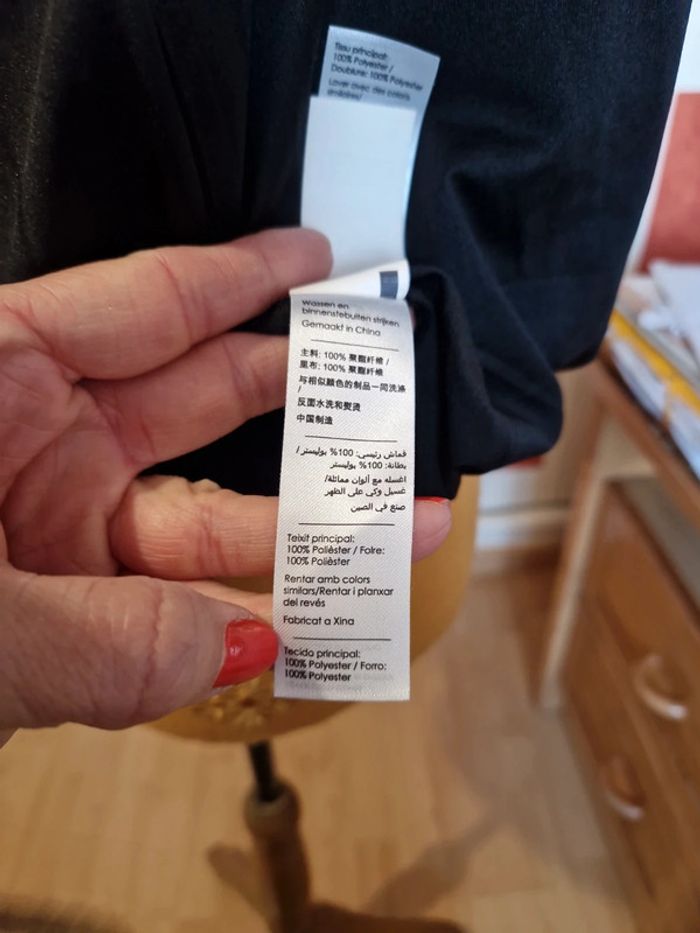 Tissu principal:
100% Polyester /
Doublure: 100% Polyester
Laver avec des coloris
similaires/
Wassen en
binnenstebuiten strijken
Gemaakt in China
主料: 100% 聚酯纤维 /
里布: 100% 聚酯纤维
与相似颜色的制品一同洗涤
/
反面水洗和熨烫
中国制造
قماش رئيسي: 100% بوليستر /
بطانة: 100% بوليستر
اغسله مع ألوان مماثلة/
غسيل وكي على الظهر
صنع في الصين
Teixit principal:
100% Polièster / Folre:
100% Polièster
Rentar amb colors
similars/Rentar i planxar
del revés
Fabricat a Xina
Tecido principal:
100% Polyester / Forro:
100% Polyester